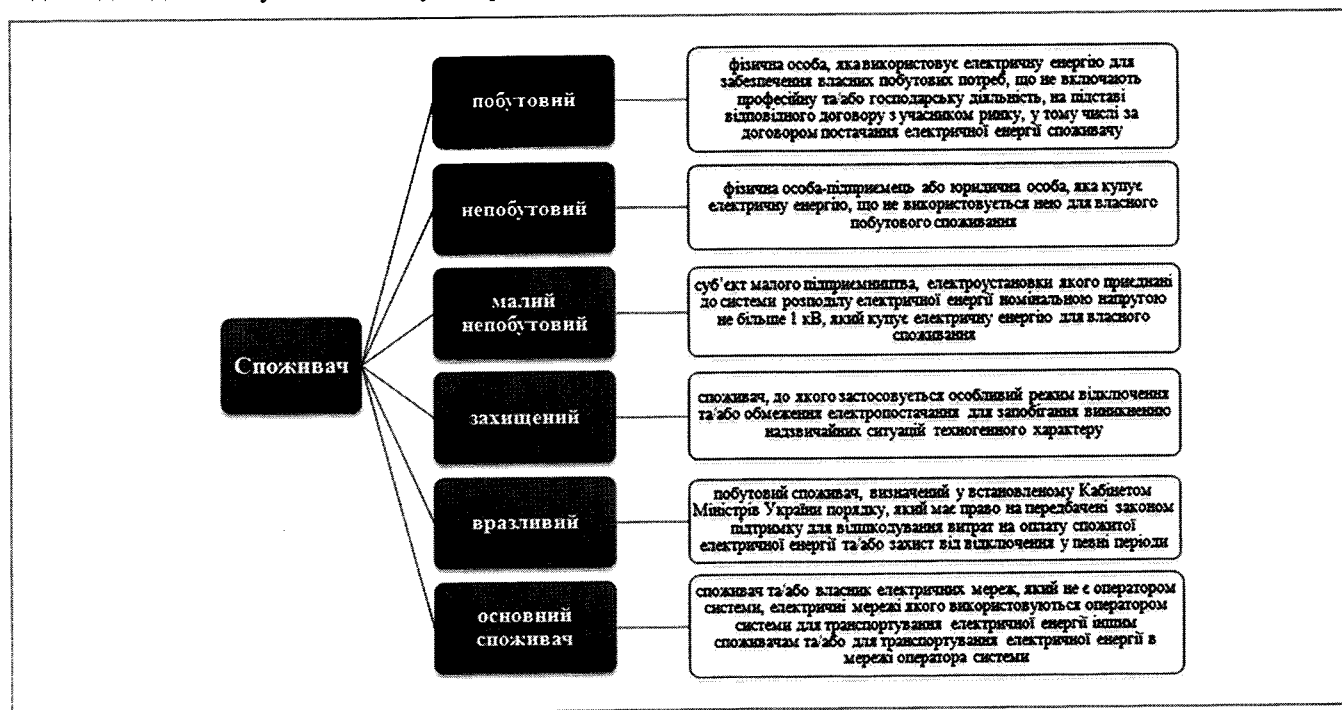 побутовий
фізична особа, яка використовує електричну енергію для
забезпечення власних побутових потреб, що не включають
професійну та/або господарську діяльність, на підставі
відповідного договору з учасником ринку, у тому числі за
договором постачання електричної енергії споживачу
непобутовий
фізична особа-підприємець або юридична особа, яка купує
електричну енергію, що не використовується нею для власного
побутового споживання
малий
непобутовий
суб'єкт малого підприємництва, електроустановки якого приєднані
до системи розподілу електричної енергії номінальною напругою
не більше 1 кВ, який купує електричну енергію для власного
споживання
Споживач
захищений
споживач, до якого застосовується особливий режим відключення
та/або обмеження електропостачання для запобігання виникненню
надзвичайних ситуацій техногенного характеру
вразливий
побутовий споживач, визначений у встановленому Кабінетом
Міністрів України порядку, який має право на передбачені законом
підтримку для відшкодування витрат на оплату спожитої
електричної енергії та/або захист від відключення у певні періоди
основний
споживач
споживач та/або власник електричних мереж, який не є оператором
системи, електричні мережі якого використовуються оператором
системи для транспортування електричної енергії іншим
споживачам та/або для транспортування електричної енергії в
мережі оператора системи